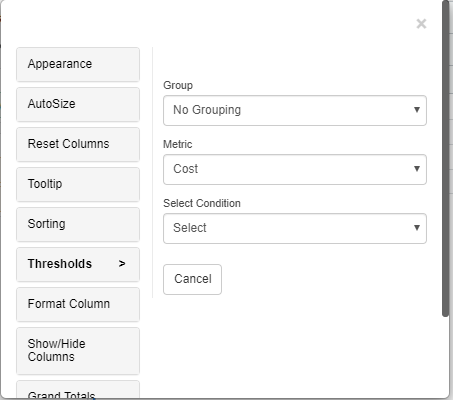 ×
Appearance
AutoSize
Reset Columns
Tooltip
Sorting
Thresholds >
Format Column
Show/Hide
Columns
Grand Totals
Group
No Grouping
Metric
Cost
Select Condition
Select
Cancel